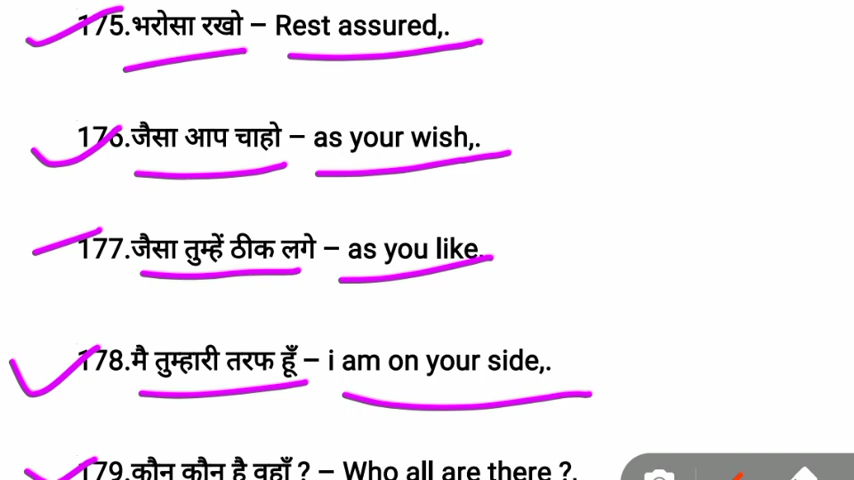 175.भरोसा रखो – Rest assured,.
176.जैसा आप चाहो – as your wish,.
177.जैसा तुम्हें ठीक लगे – as you like,.
178.मै तुम्हारी तरफ हूँ – i am on your side,.
179.कौन कौन है वहाँ ? – Who all are there ?.